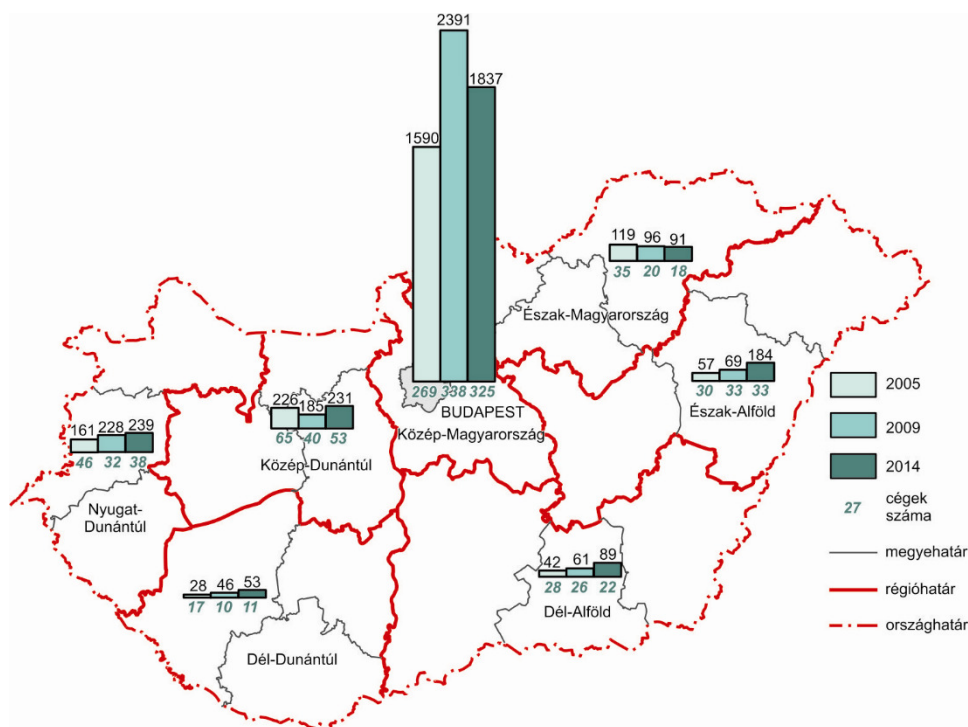 2391
1837
1590
269 338 325
BUDAPEST
Közép-Magyarország
119 96 91
35 20 18
Észak-Magyarország
57 69 184
30 33 33
Észak-Alföld
226 185 231
65 40 53
Közép-Dunántúl
161 228 239
46 32 38
Nyugat-
Dunántúl
28 46 53
17 10 11
Dél-Dunántúl
42 61 89
28 26 22
Dél-Alföld
2005
2009
2014
27 cégek
száma
megyehatár
régióhatár
országhatár